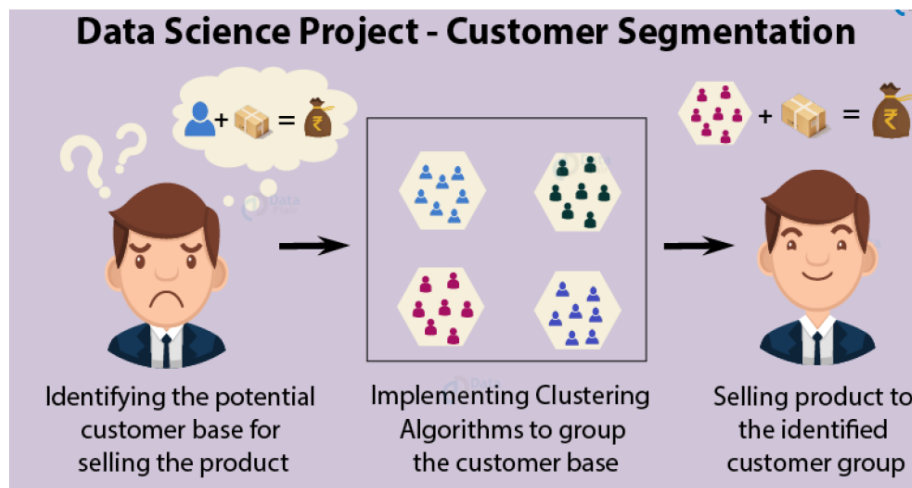 Data Science Project - Customer Segmentation
? ?
+ = ₹
+ = ₹
Data
Identifying the potential
customer base for
selling the product
Implementing Clustering
Algorithms to group
the customer base
Selling product to
the identified
customer group